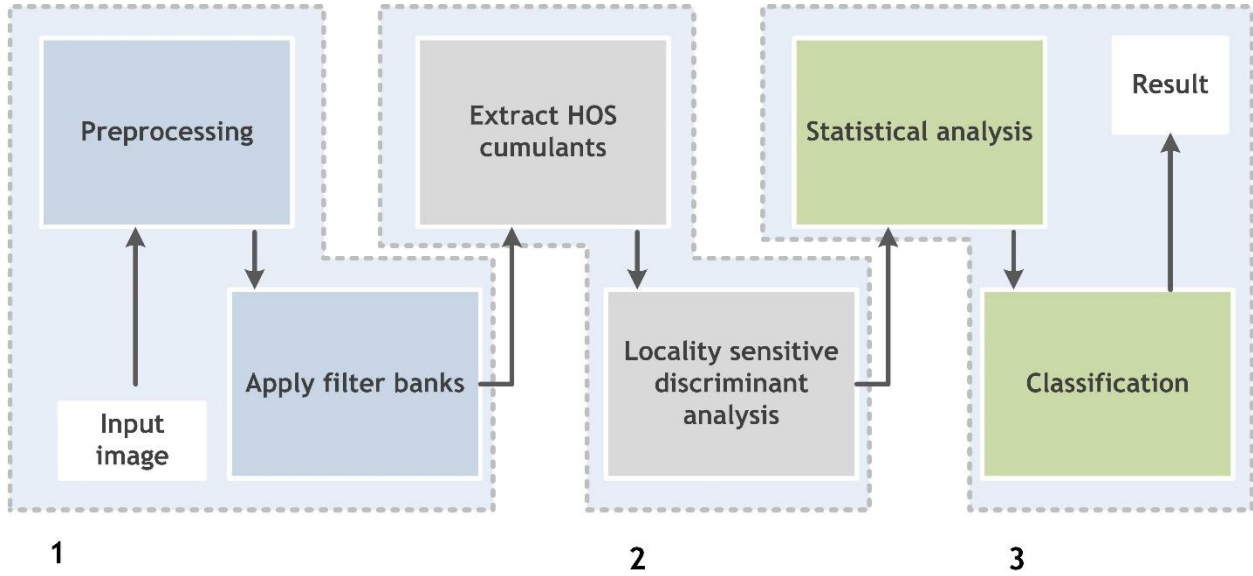 Preprocessing
Apply filter banks
Input
image
1
Extract HOS
cumulants
Locality sensitive
discriminant
analysis
2
Statistical analysis
Result
Classification
3